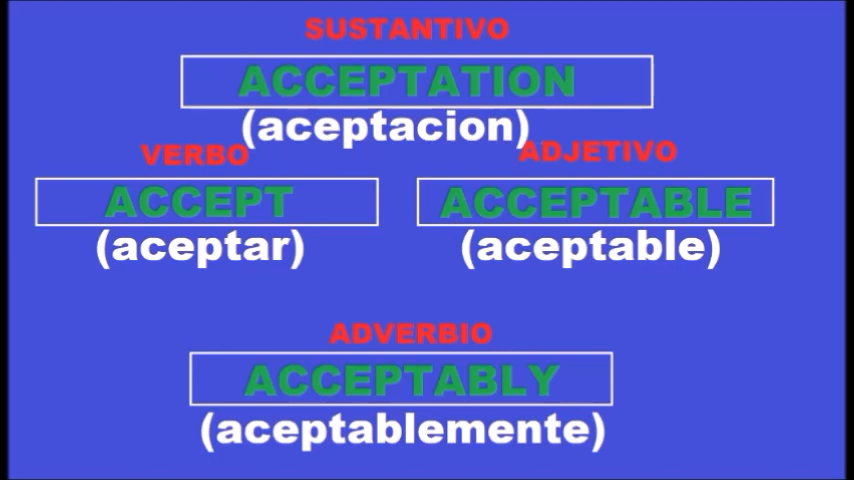 SUSTANTIVO
ACCEPTATION
(aceptacion)
VERBO
ACCEPT
(aceptar)
ADJETIVO
ACCEPTABLE
(aceptable)
ADVERBIO
ACCEPTABLY
(aceptablemente)